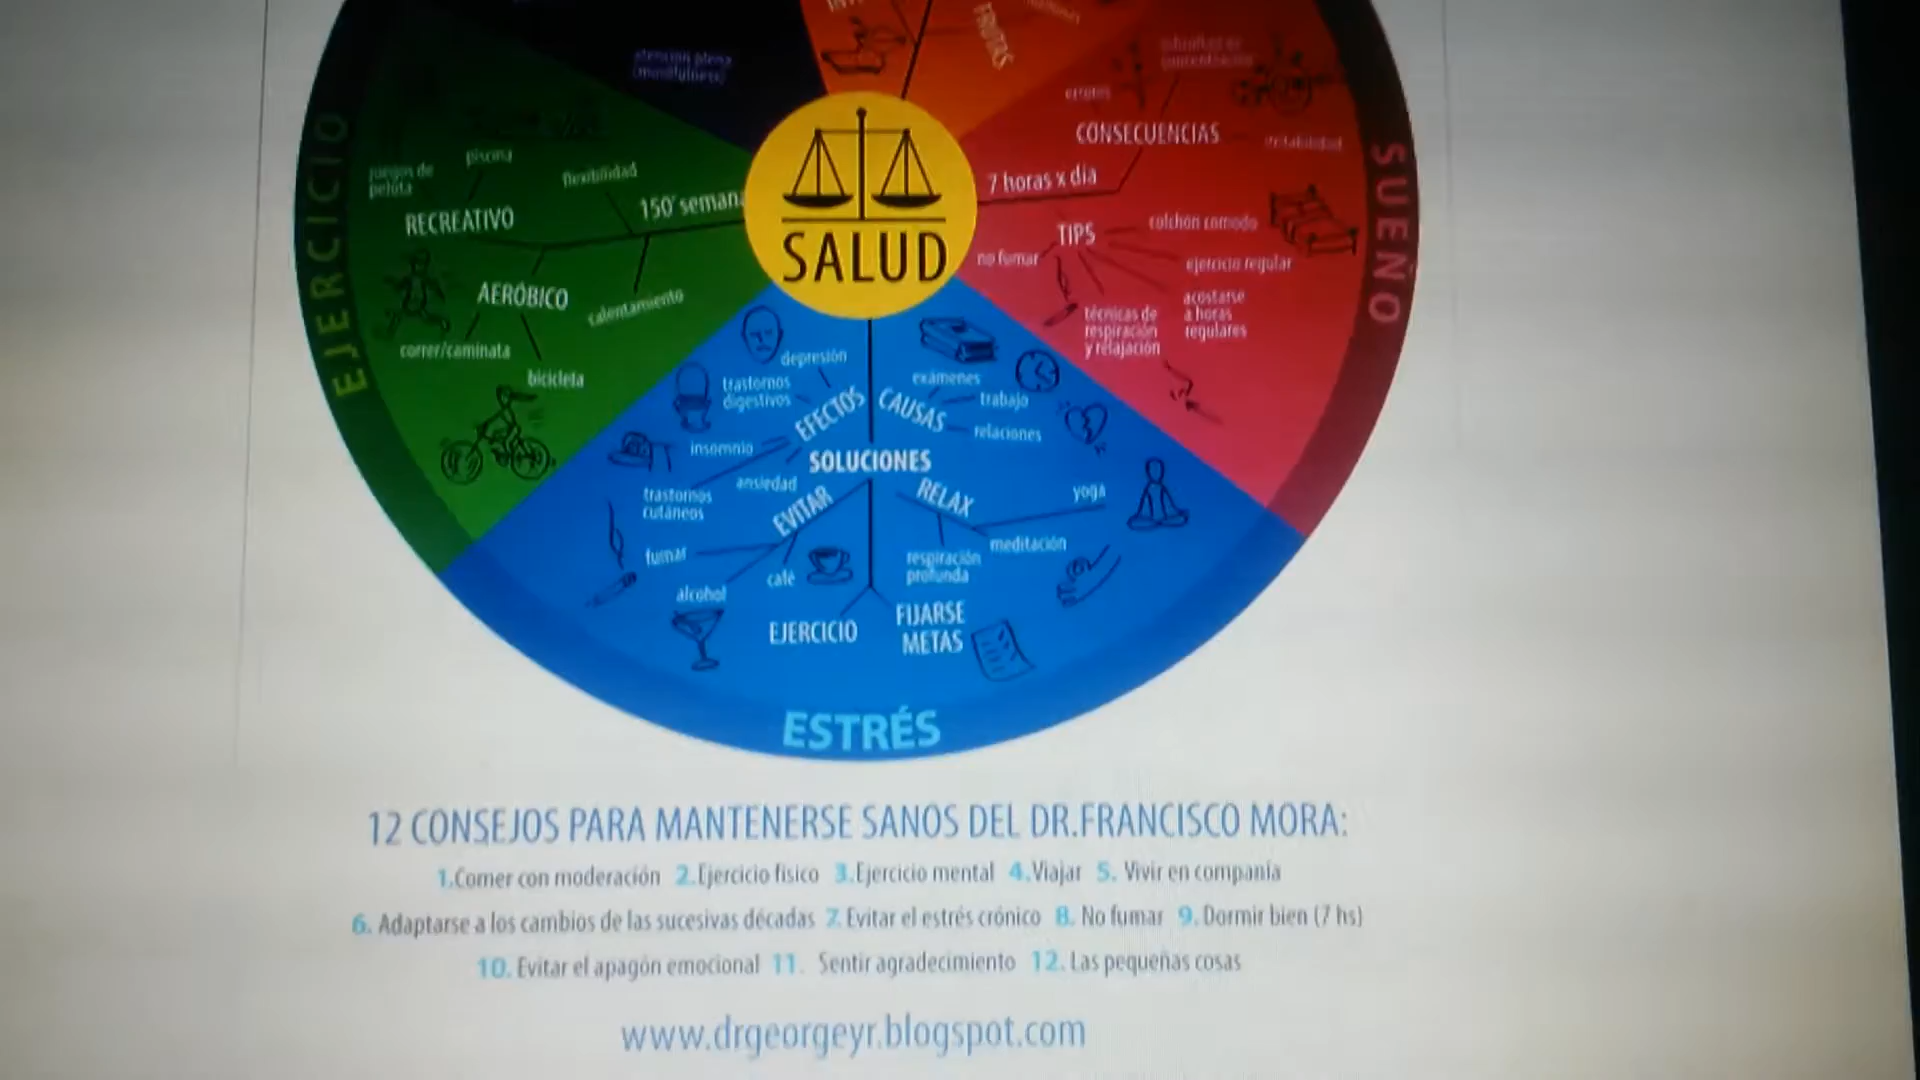 FRUTAS
atención plena
(mindfulness)
EJERCICIO
juegos de
pelota
piscina
flexibilidad
150' semana
RECREATIVO
AERÓBICO
calentamiento
correr/caminata
bicicleta
SALUD
CONSECUENCIAS
irritabilidad
7 horas x dia
TIPS
no fumar
colchón comodo
ejercicio regular
acostarse
a horas
regulares
técnicas de
respiración
y relajación
SUEÑO
depresión
trastornos
digestivos
EFECTOS
insomnio
ansiedad
trastornos
cutáneos
CAUSAS
exámenes
trabajo
relaciones
SOLUCIONES
EVITAR
fumar
café
alcohol
RELAX
yoga
meditación
respiración
profunda
EJERCICIO
FIJARSE
METAS
ESTRÉS
12 CONSEJOS PARA MANTENERSE SANOS DEL DR.FRANCISCO MORA:
1.Comer con moderación 2.Ejercicio físico 3.Ejercicio mental 4.Viajar 5. Vivir en compañía
6. Adaptarse a los cambios de las sucesivas décadas 7. Evitar el estrés crónico 8. No fumar 9. Dormir bien (7 hs)
10. Evitar el apagón emocional 11. Sentir agradecimiento 12. Las pequeñas cosas
www.drgeorgeyr.blogspot.com